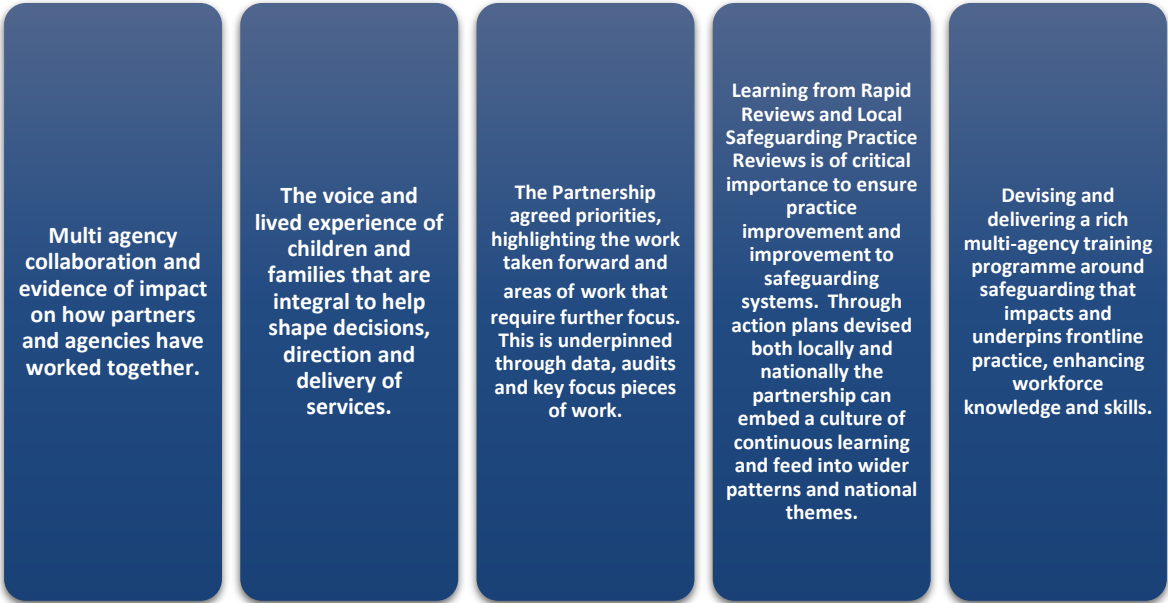 Multi agency
collaboration and
evidence of impact
on how partners
and agencies have
worked together.
The voice and
lived experience of
children and
families that are
integral to help
shape decisions,
direction and
delivery of
services.
The Partnership
agreed priorities,
highlighting the work
taken forward and
areas of work that
require further focus.
This is underpinned
through data, audits
and key focus pieces
of work.
Learning from Rapid
Reviews and Local
Safeguarding Practice
Reviews is of critical
importance to ensure
practice
improvement and
improvement to
safeguarding
systems.  Through
action plans devised
both locally and
nationally the
partnership can
embed a culture of
continuous learning
and feed into wider
patterns and national
themes.
Devising and
delivering a rich
multi-agency training
programme around
safeguarding that
impacts and
underpins frontline
practice, enhancing
workforce
knowledge and skills.